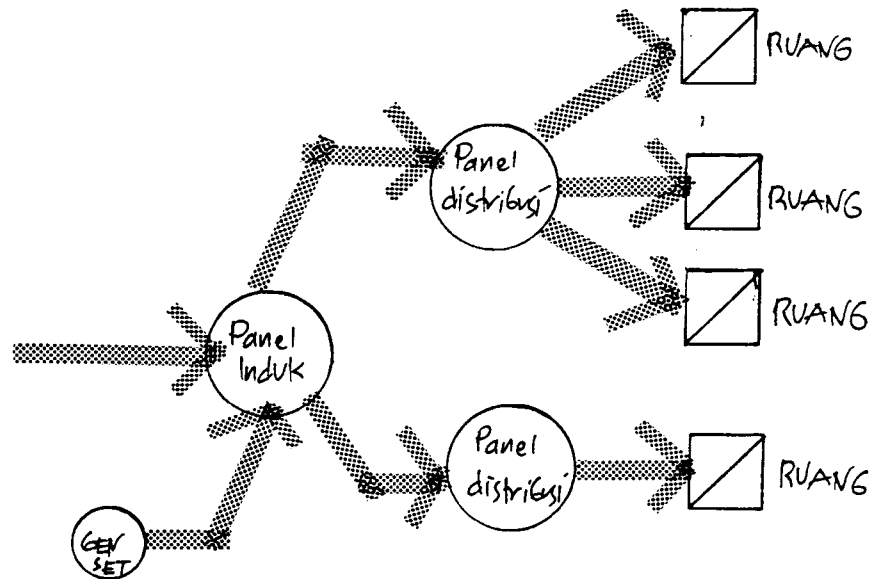 RUANG
Panel
distribusi
RUANG
RUANG
Panel
Induk
Panel
distribusi
RUANG
GEN
SET